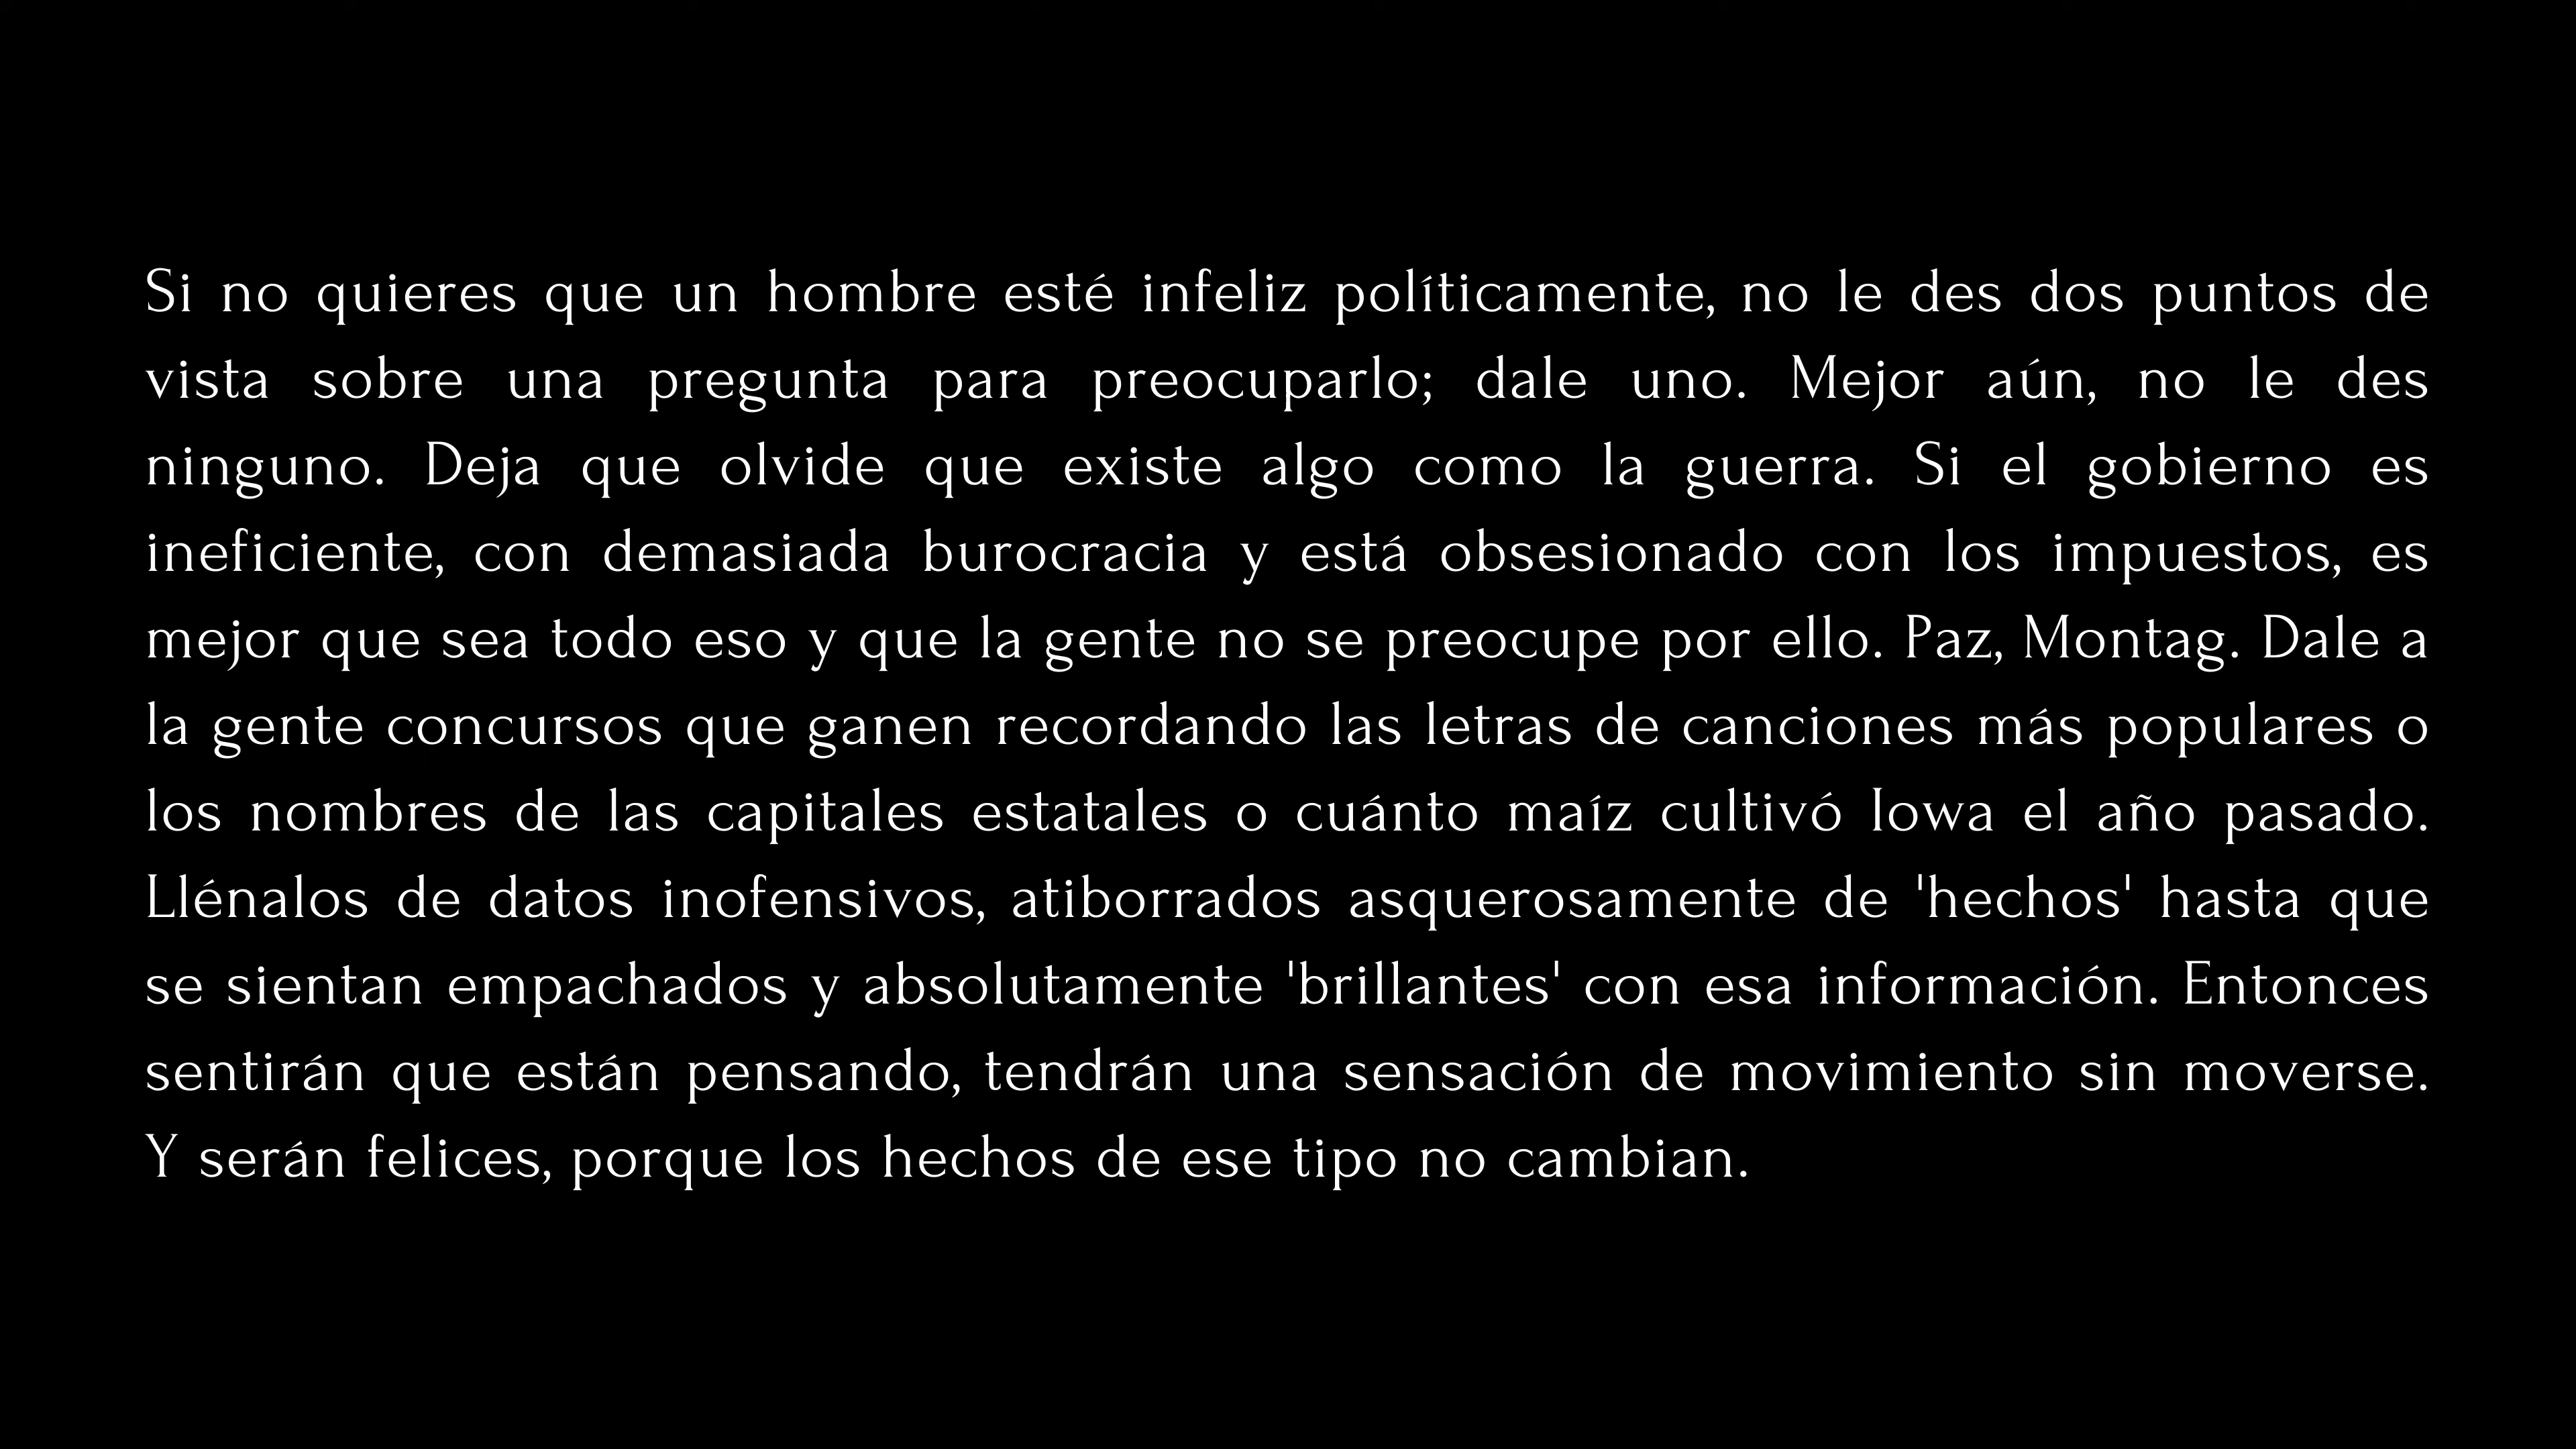 Si no quieres que un hombre esté infeliz políticamente, no le des dos puntos de
vista sobre una pregunta para preocuparlo; dale uno. Mejor aún, no le des
ninguno. Deja que olvide que existe algo como la guerra. Si el gobierno es
ineficiente, con demasiada burocracia y está obsesionado con los impuestos, es
mejor que sea todo eso y que la gente no se preocupe por ello. Paz, Montag. Dale a
la gente concursos que ganen recordando las letras de canciones más populares o
los nombres de las capitales estatales o cuánto maíz cultivó Iowa el año pasado.
Llénalos de datos inofensivos, atiborrados asquerosamente de 'hechos' hasta que
se sientan empachados y absolutamente 'brillantes' con esa información. Entonces
sentirán que están pensando, tendrán una sensación de movimiento sin moverse.
Y serán felices, porque los hechos de ese tipo no cambian.